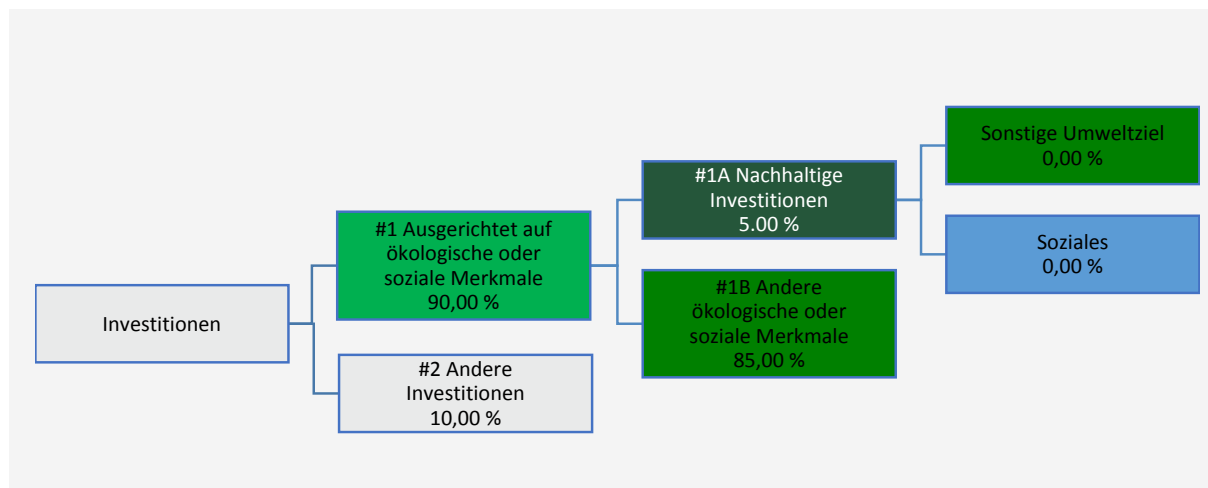 Investitionen
#1 Ausgerichtet auf
ökologische oder
soziale Merkmale
90,00 %
#2 Andere
Investitionen
10,00 %
#1A Nachhaltige
Investitionen
5.00 %
#1B Andere
ökologische oder
soziale Merkmale
85,00 %
Sonstige Umweltziel
0,00 %
Soziales
0,00 %